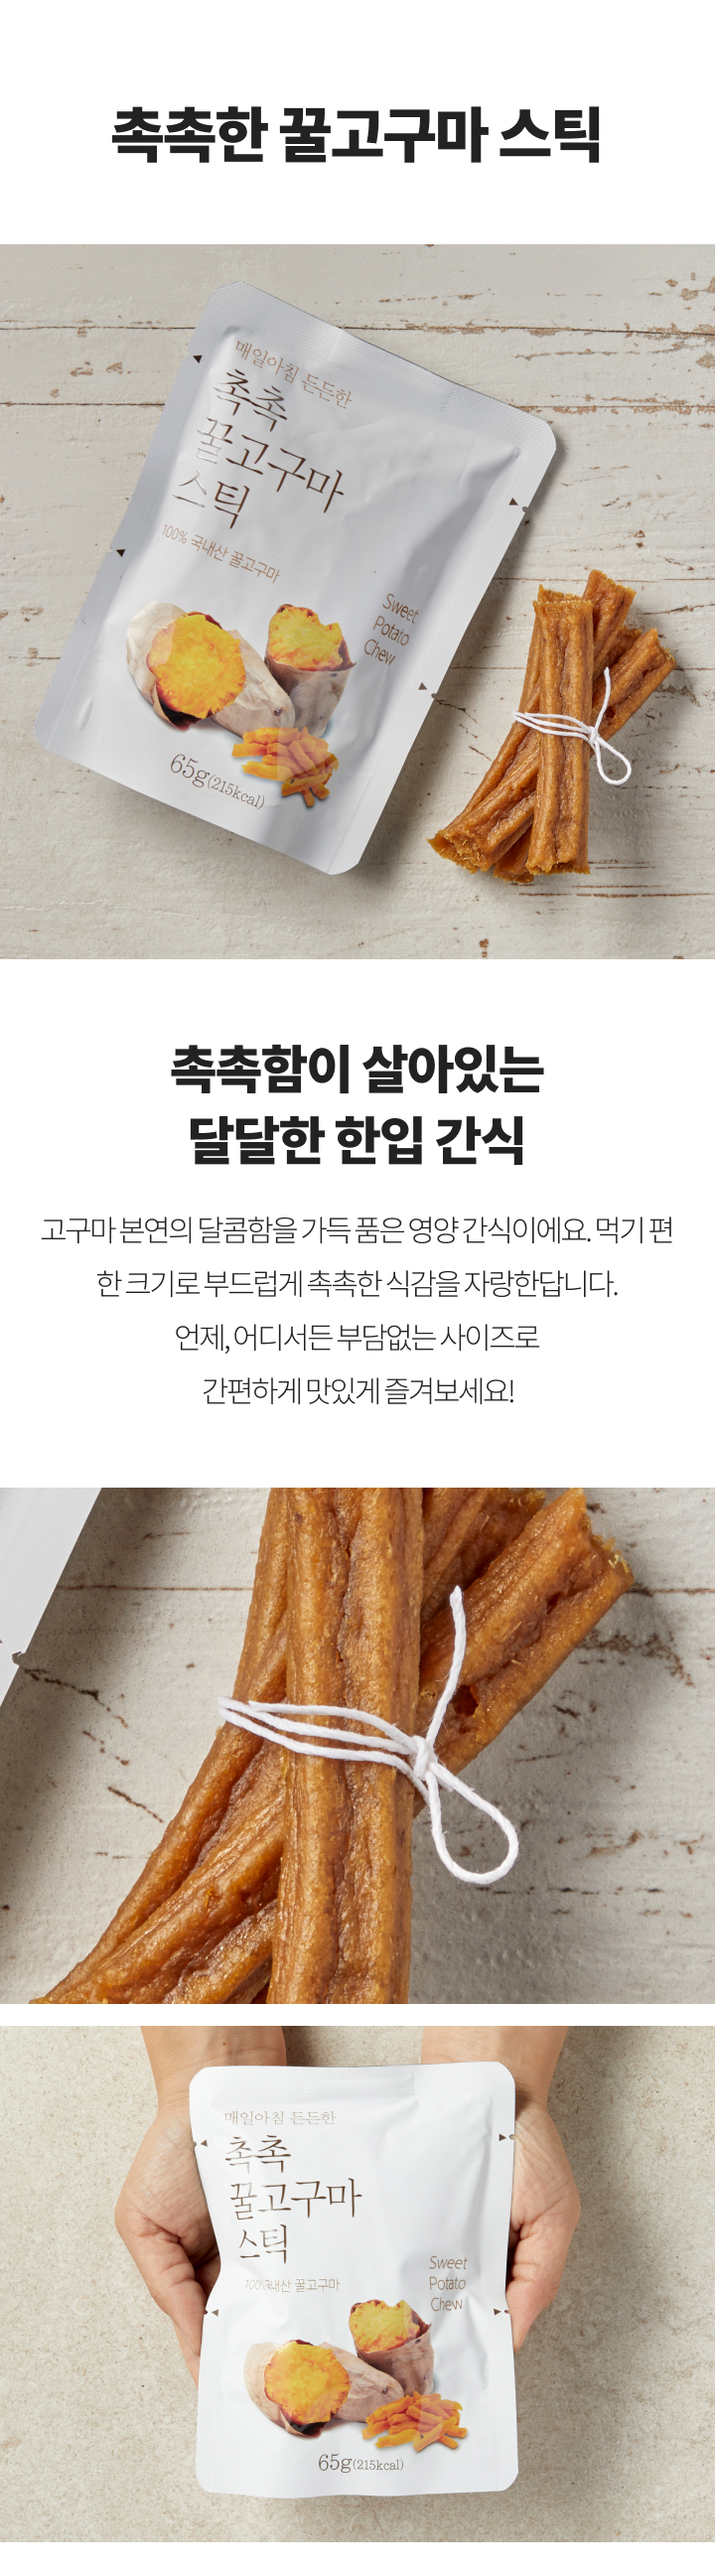 촉촉한 꿀고구마 스틱
매일아침 든든한
촉촉
꿀고구마
스틱
100% 국내산 꿀고구마
Sweet
Potato
Chew
65g(215kcal)
촉촉함이 살아있는
달달한 한입 간식
고구마 본연의 달콤함을 가득 품은 영양 간식이에요. 먹기 편
한 크기로 부드럽게 촉촉한 식감을 자랑한답니다.
언제, 어디서든 부담없는 사이즈로
간편하게 맛있게 즐겨보세요!
매일아침 든든한
촉촉
꿀고구마
스틱
100% 국내산 꿀고구마
Sweet
Potato
Chew
65g(215kcal)